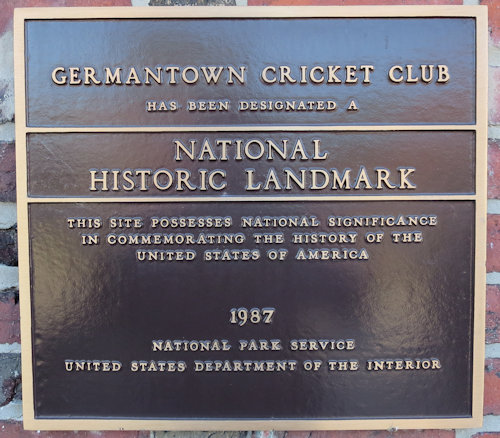 GERMANTOWN CRICKET CLUB
HAS BEEN DESIGNATED A
NATIONAL
HISTORIC LANDMARK
THIS SITE POSSESSES NATIONAL SIGNIFICANCE
IN COMMEMORATING THE HISTORY OF THE
UNITED STATES OF AMERICA
1987
NATIONAL PARK SERVICE
UNITED STATES DEPARTMENT OF THE INTERIOR